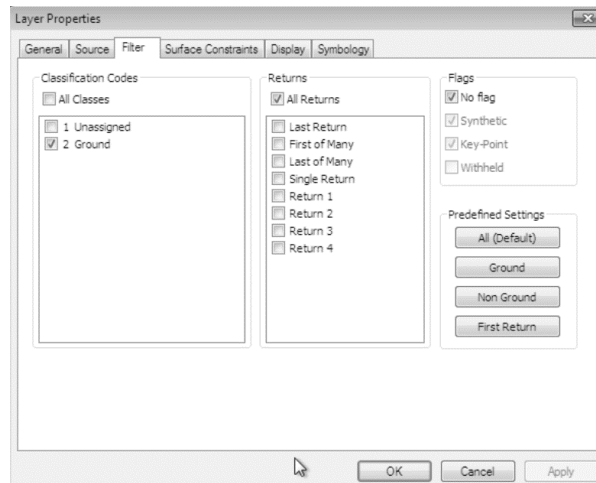 Layer Properties
General Source Filter Surface Constraints Display Symbology
Classification Codes
All Classes
1 Unassigned
2 Ground
Returns
All Returns
Last Return
First of Many
Last of Many
Single Return
Return 1
Return 2
Return 3
Return 4
Flags
No flag
Synthetic
Key-Point
Withheld
Predefined Settings
All (Default)
Ground
Non Ground
First Return
OK Cancel Apply